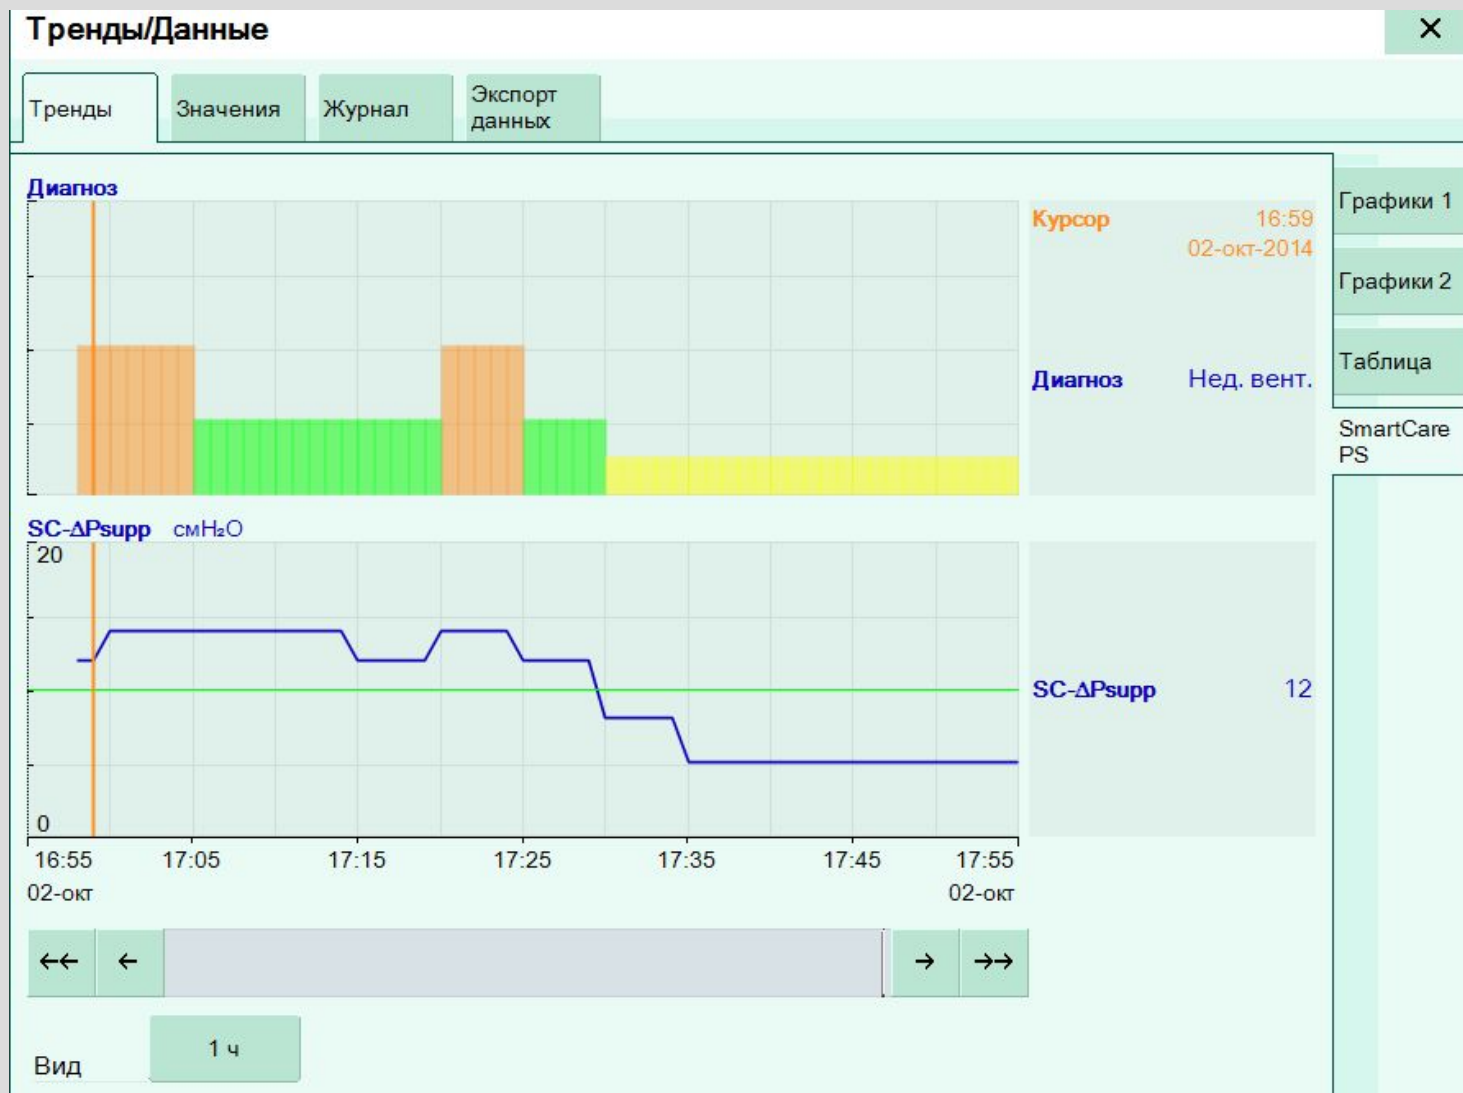 Тренды/Данные
×
Тренды
Значения
Журнал
Экспорт
данных
Диагноз
Курсор 16:59
02-окт-2014
Диагноз Нед. вент.
Графики 1
Графики 2
Таблица
SmartCare
PS
SC-ΔPsupp смH₂O
20
0
SC-ΔPsupp 12
16:55 17:05 17:15 17:25 17:35 17:45 17:55
02-окт 02-окт
←← ← → →→
Вид 1 ч